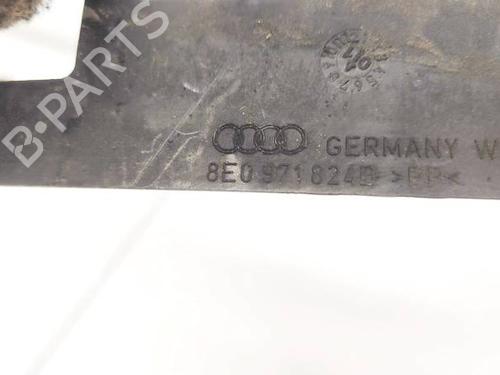 B-PARTS
GERMANY W
8E0 971 824 >PP<